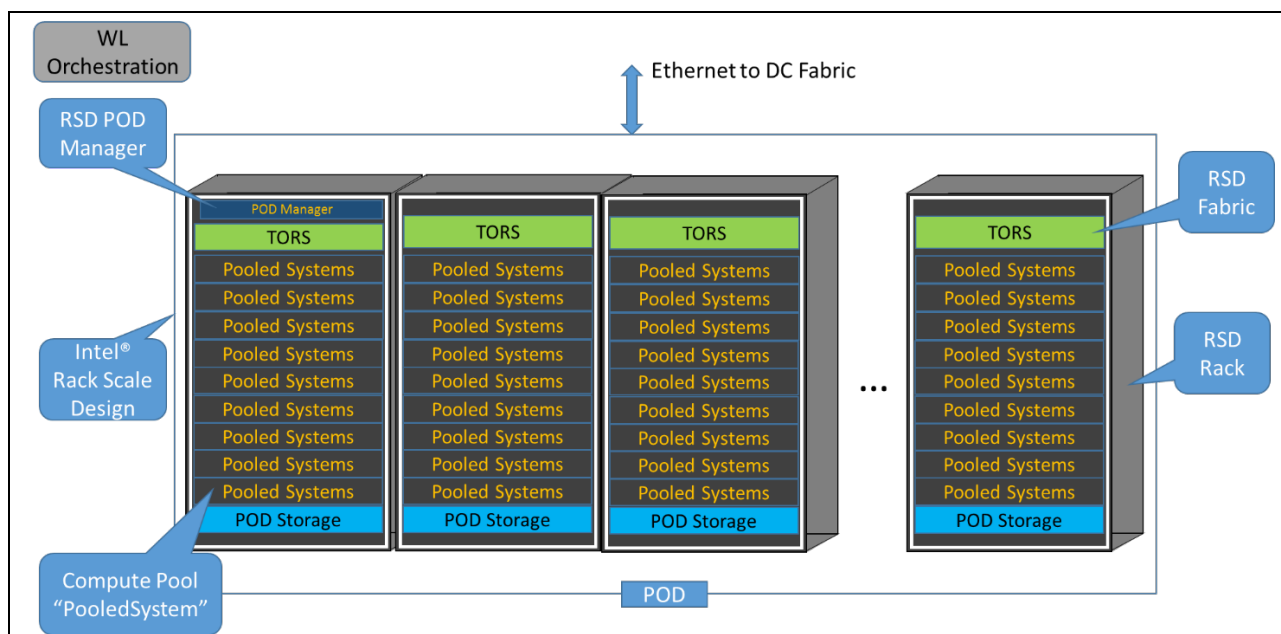 WL
Orchestration
Ethernet to DC Fabric
RSD POD
Manager
RSD
Fabric
POD Manager
TORS
TORS
TORS
TORS
Pooled Systems
Pooled Systems
Pooled Systems
Pooled Systems
Pooled Systems
Pooled Systems
Pooled Systems
Pooled Systems
Pooled Systems
POD Storage
Pooled Systems
Pooled Systems
Pooled Systems
Pooled Systems
Pooled Systems
Pooled Systems
Pooled Systems
Pooled Systems
Pooled Systems
POD Storage
Pooled Systems
Pooled Systems
Pooled Systems
Pooled Systems
Pooled Systems
Pooled Systems
Pooled Systems
Pooled Systems
Pooled Systems
POD Storage
...
Pooled Systems
Pooled Systems
Pooled Systems
Pooled Systems
Pooled Systems
Pooled Systems
Pooled Systems
Pooled Systems
Pooled Systems
POD Storage
Intel®
Rack Scale
Design
RSD
Rack
Compute Pool
“PooledSystem”
POD